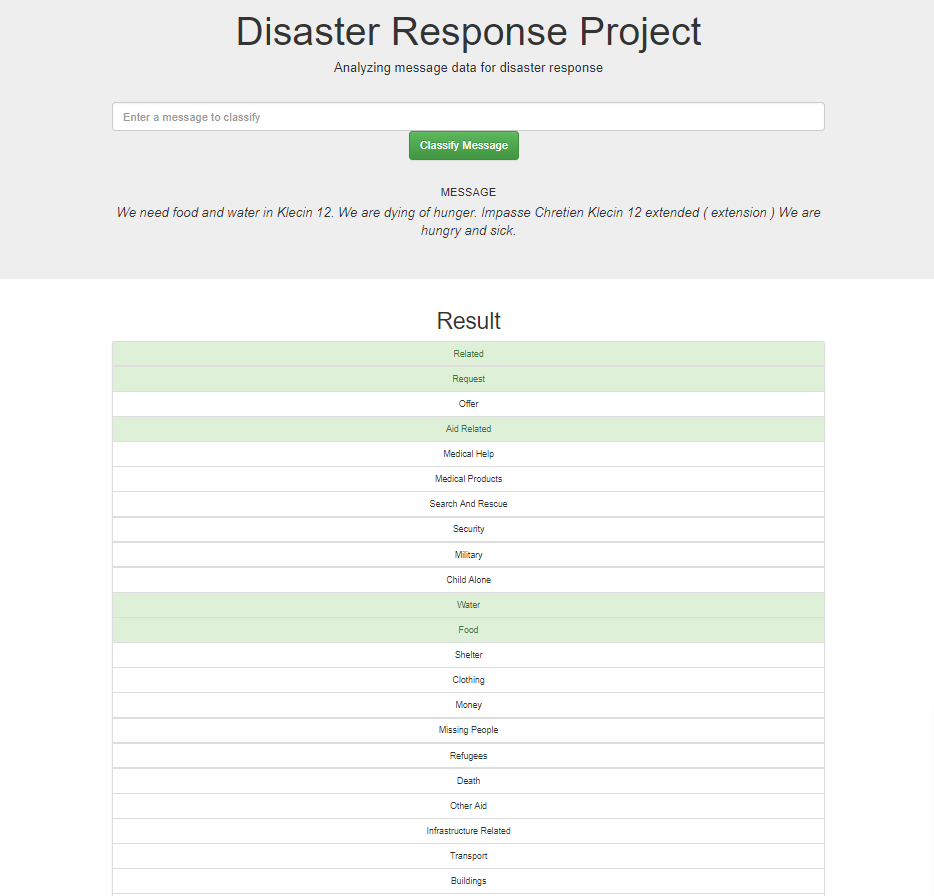 Disaster Response Project
Analyzing message data for disaster response
Enter a message to classify
Classify Message
MESSAGE
We need food and water in Klecin 12. We are dying of hunger. Impasse Chretien Klecin 12 extended ( extension ) We are
hungry and sick.
Result
Related
Request
Offer
Aid Related
Medical Help
Medical Products
Search And Rescue
Security
Military
Child Alone
Water
Food
Shelter
Clothing
Money
Missing People
Refugees
Death
Other Aid
Infrastructure Related
Transport
Buildings